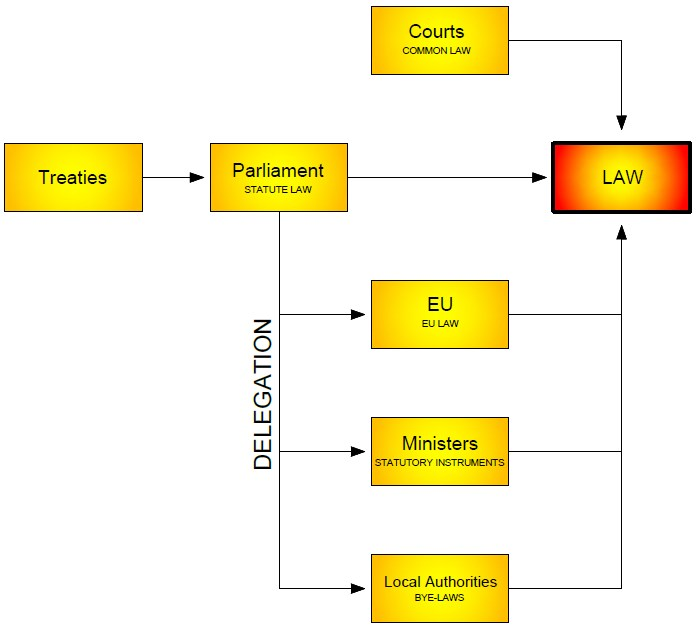 Courts
COMMON LAW
Treaties
Parliament
STATUTE LAW
LAW
EU
EU LAW
DELEGATION
Ministers
STATUTORY INSTRUMENTS
Local Authorities
BYE-LAWS